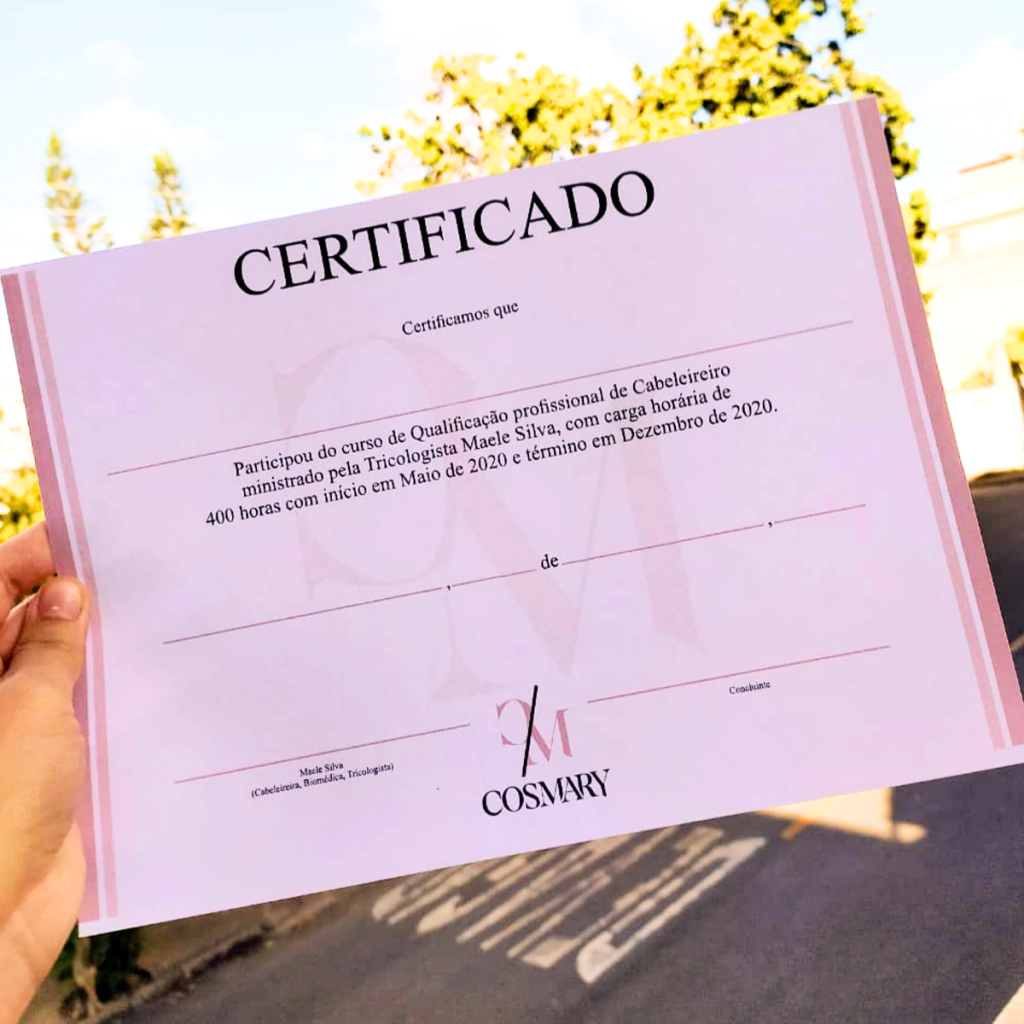 CERTIFICADO
Certificamos que
Participou do curso de Qualificação profissional de Cabeleireiro
ministrado pela Tricologista Maele Silva, com carga horária de
400 horas com início em Maio de 2020 e término em Dezembro de 2020.
, de ,
Maele Silva
(Cabeleireira, Biomédica, Tricologista)
Concluinte
CM
COSMARY